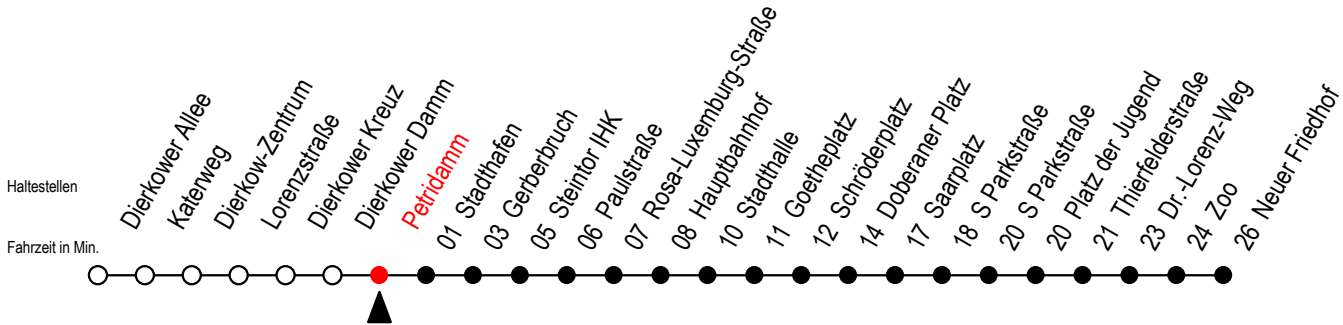 Haltestellen
Fahrzeit in Min.
Dierkower Allee
Katerweg
Dierkow-Zentrum
Lorenzstraße
Dierkower Kreuz
Dierkower Damm
Petridamm
01 Stadthafen
03 Gerberbruch
05 Steintor IHK
06 Paulstraße
07 Rosa-Luxemburg-Straße
08 Hauptbahnhof
10 Stadthalle
11 Goetheplatz
12 Schröderplatz
14 Doberaner Platz
17 Saarplatz
18 S Parkstraße
20 S Parkstraße
20 Platz der Jugend
21 Thierfelderstraße
23 Dr.-Lorenz-Weg
24 Zoo
26 Neuer Friedhof